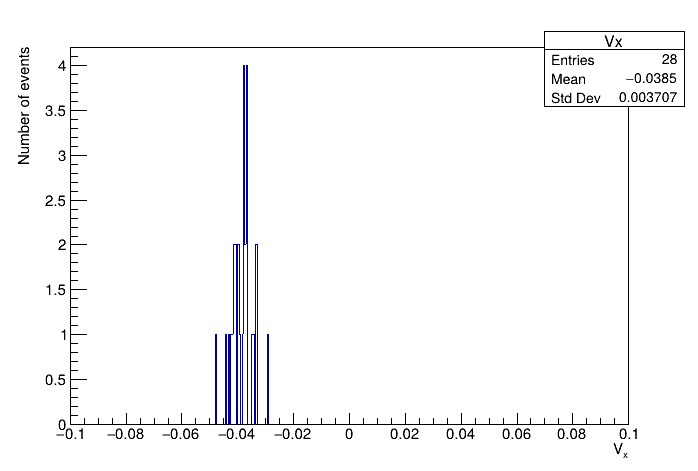 Vx
Entries 28
Mean −0.0385
Std Dev 0.003707
Number of events
4
3.5
3
2.5
2
1.5
1
0.5
0
−0.1 −0.08 −0.06 −0.04 −0.02 0 0.02 0.04 0.06 0.08 0.1
Vx